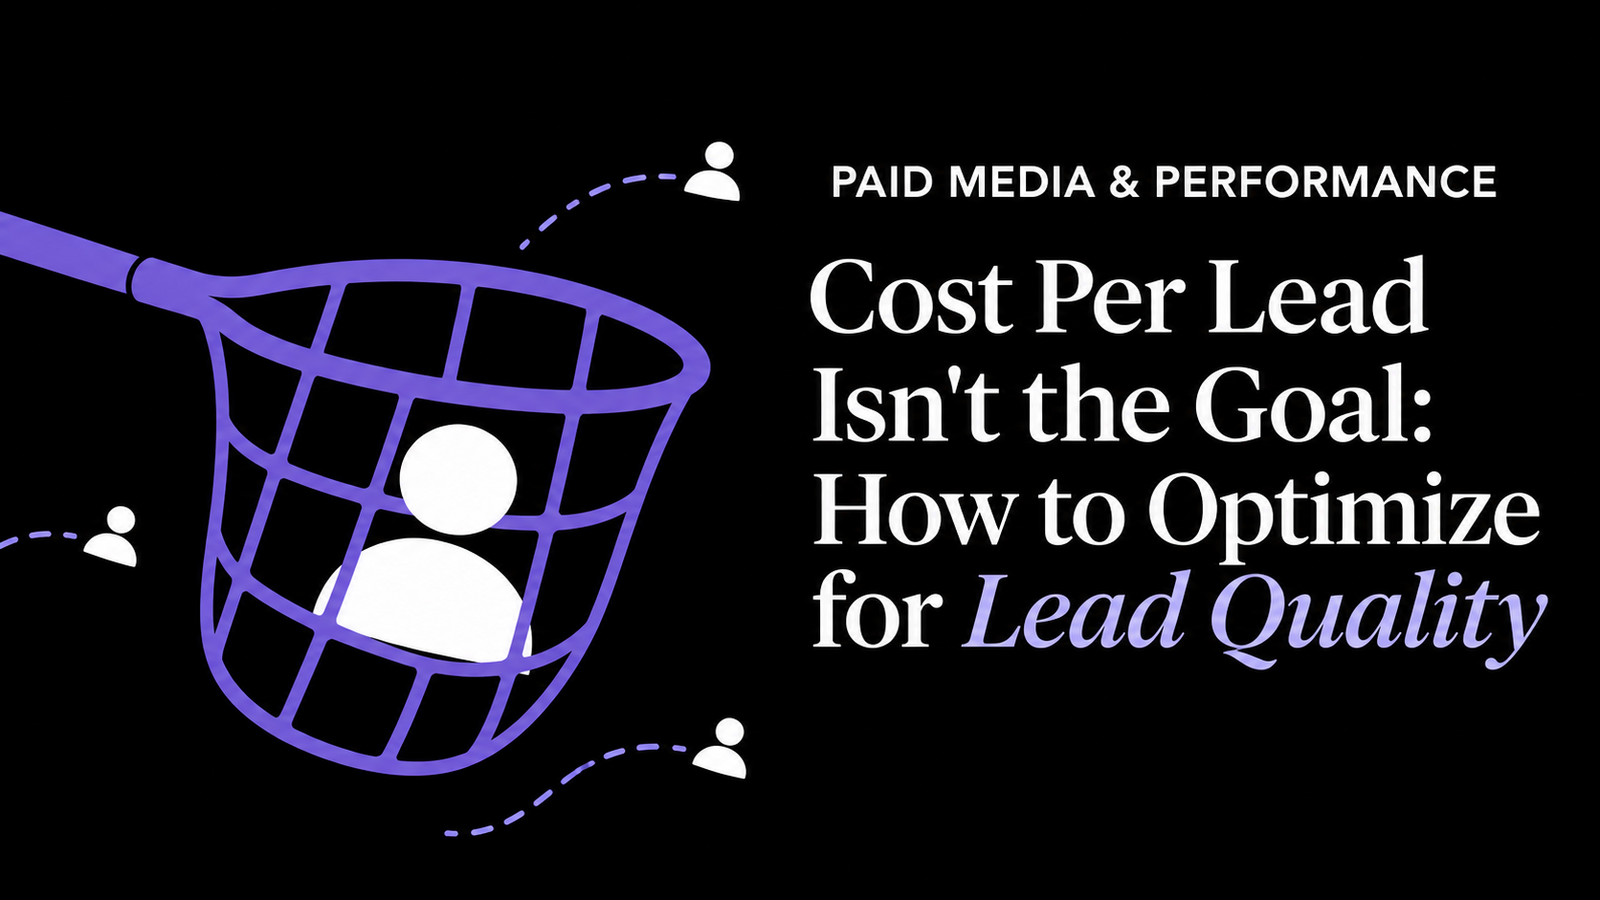 PAID MEDIA & PERFORMANCE
Cost Per Lead
Isn't the Goal:
How to Optimize
for Lead Quality